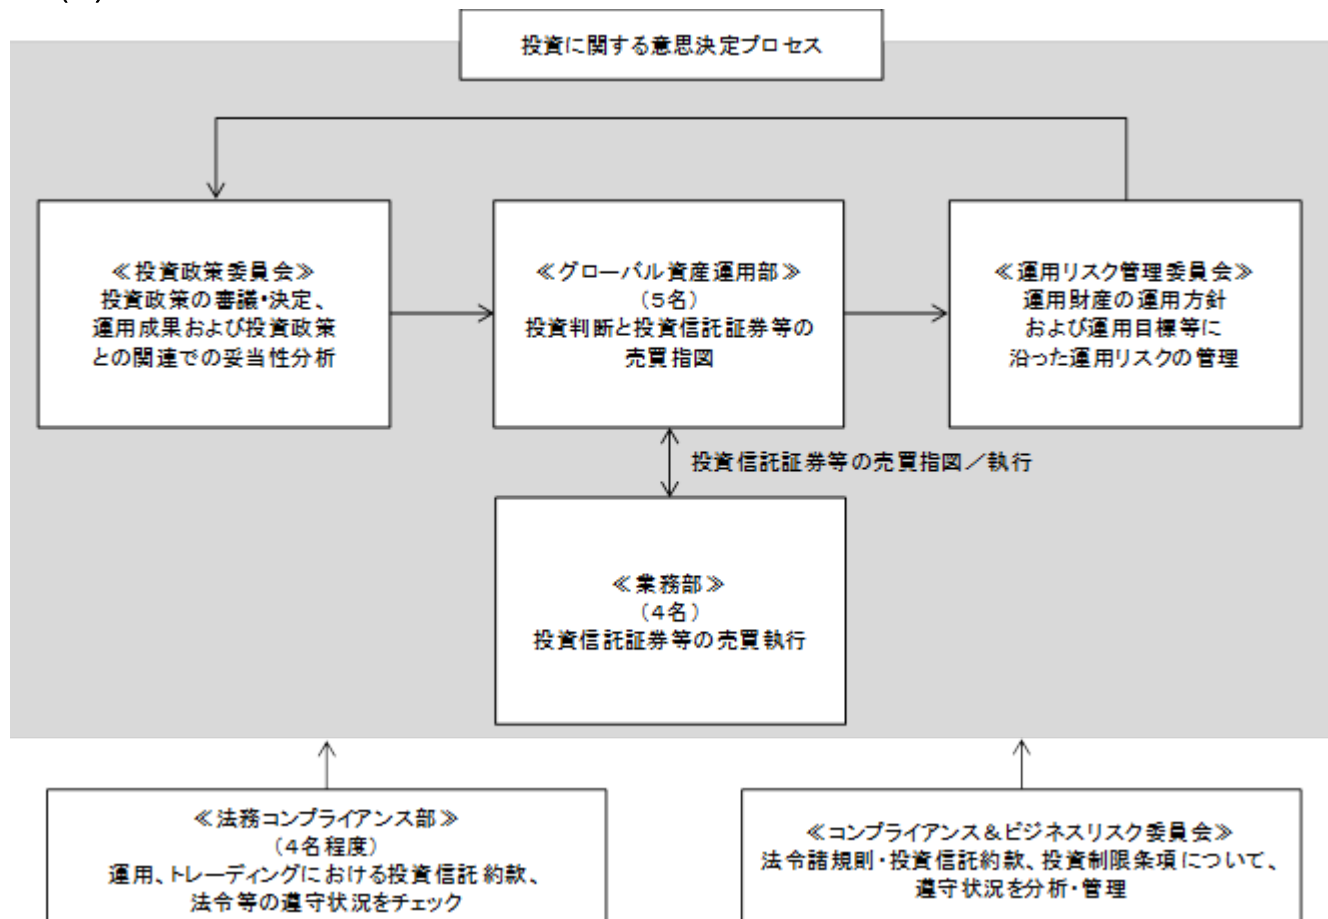 投資に関する意思決定プロセス
≪投資政策委員会≫
投資政策の審議・決定、
運用成果および投資政策
との関連での妥当性分析
≪グローバル資産運用部≫
(5名)
投資判断と投資信託証券等の
売買指図
≪運用リスク管理委員会≫
運用財産の運用方針
および運用目標等に
沿った運用リスクの管理
投資信託証券等の売買指図/執行
≪業務部≫
(4名)
投資信託証券等の売買執行
≪法務コンプライアンス部≫
(4名程度)
運用、トレーディングにおける投資信託約款、
法令等の遵守状況をチェック
≪コンプライアンス&ビジネスリスク委員会≫
法令諸規則・投資信託約款、投資制限条項について、
遵守状況を分析・管理